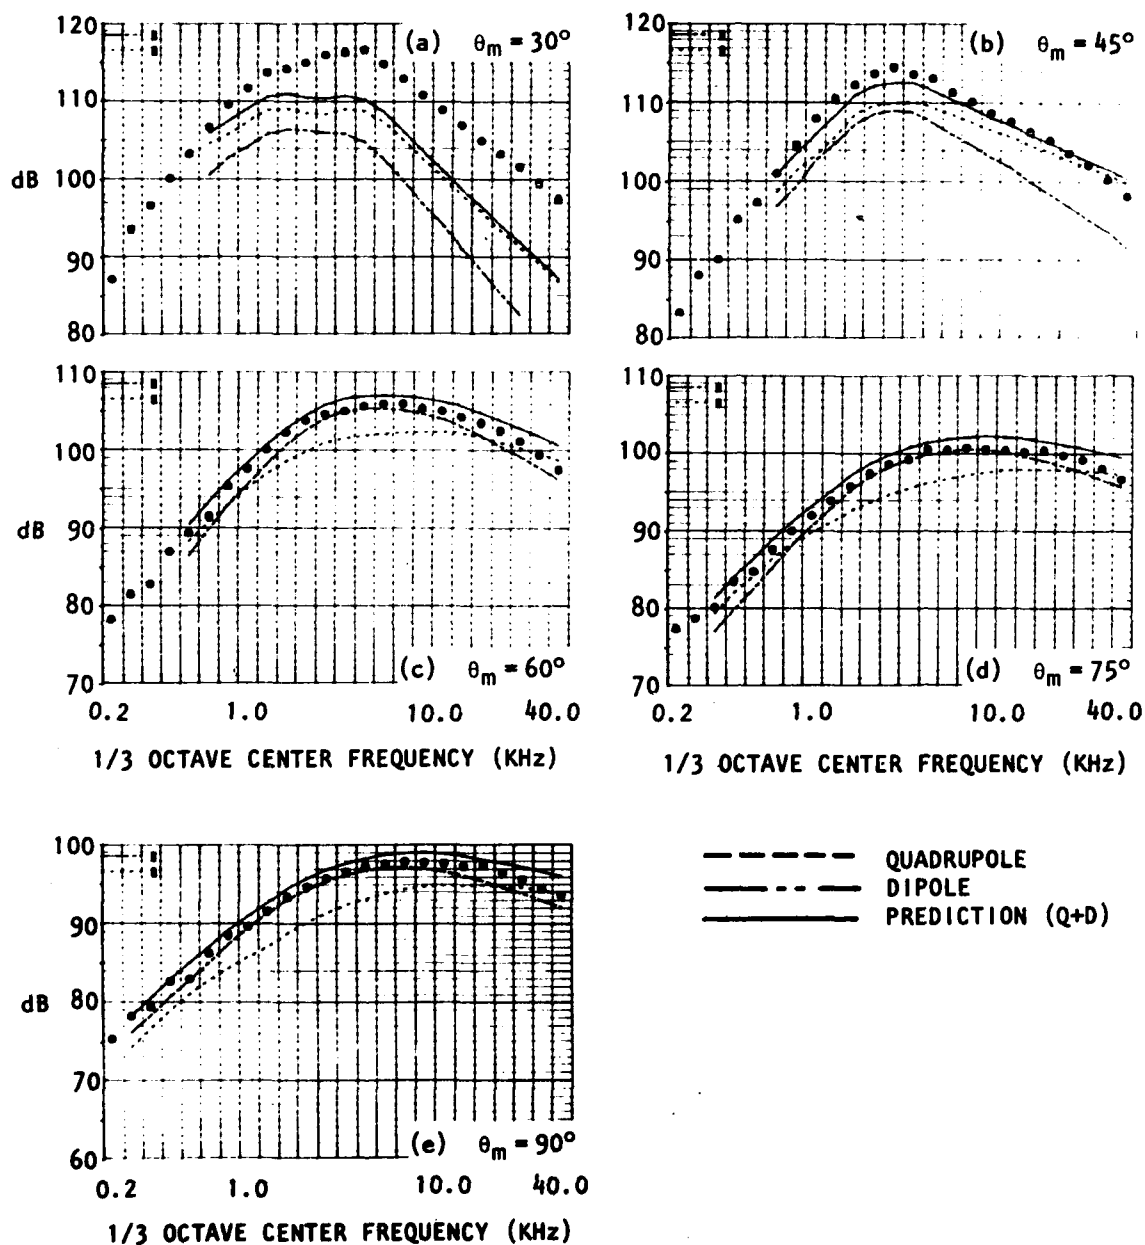 120
110
100
90
80
dB
(a) θm = 30°
120
110
100
90
80
(b) θm = 45°
110
100
90
80
70
dB
(c) θm = 60°
0.2 1.0 10.0 40.0
1/3 OCTAVE CENTER FREQUENCY (KHz)
110
100
90
80
70
(d) θm = 75°
0.2 1.0 10.0 40.0
1/3 OCTAVE CENTER FREQUENCY (KHz)
100
90
80
70
60
dB
(e) θm = 90°
0.2 1.0 10.0 40.0
1/3 OCTAVE CENTER FREQUENCY (KHz)
QUADRUPOLE
DIPOLE
PREDICTION (Q+D)